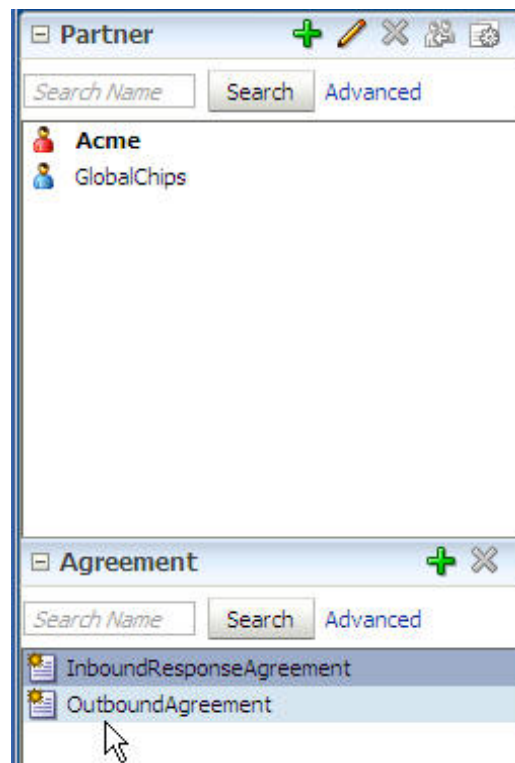 Partner
Search Name Search Advanced
Acme
GlobalChips
Agreement
Search Name Search Advanced
InboundResponseAgreement
OutboundAgreement